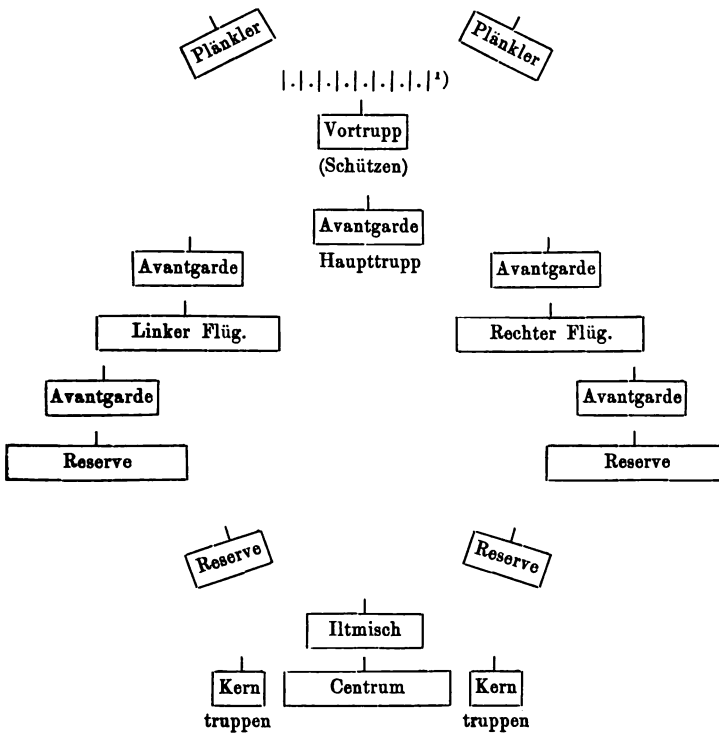 Plänkler Plänkler
|.|.|.|.|.|.|.|.|¹)
Vortrupp
(Schützen)
Avantgarde
Haupttrupp
Avantgarde Avantgarde
Linker Flüg. Rechter Flüg.
Avantgarde Avantgarde
Reserve Reserve
Reserve Reserve
Iltmisch
Kern Centrum Kern
truppen truppen